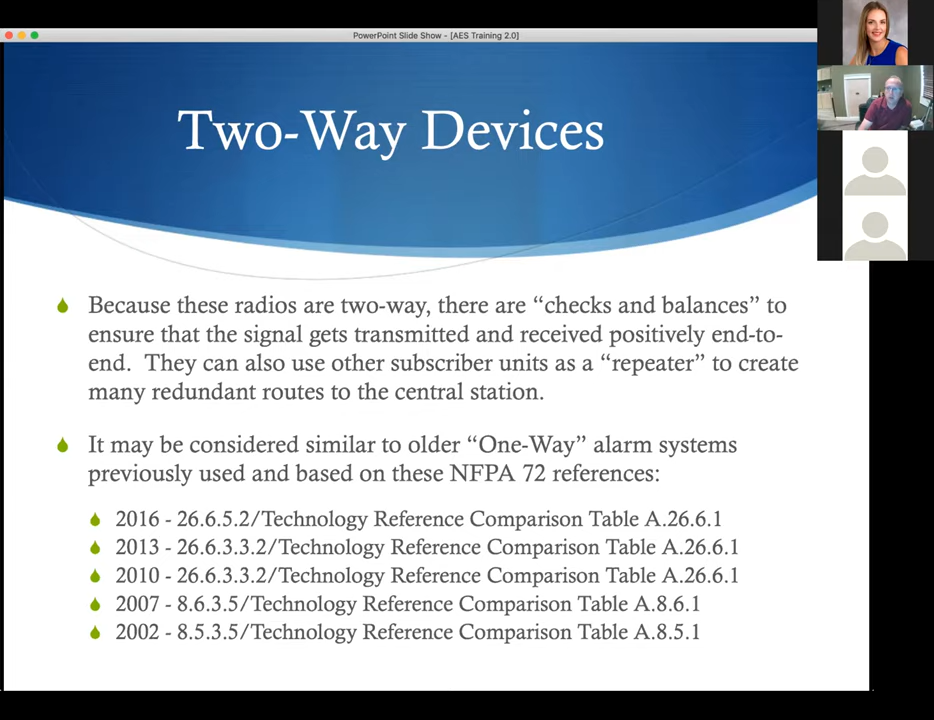 PowerPoint Slide Show - [AES Training 2.0]
Two-Way Devices
Because these radios are two-way, there are “checks and balances” to
ensure that the signal gets transmitted and received positively end-to-
end.  They can also use other subscriber units as a “repeater” to create
many redundant routes to the central station.
It may be considered similar to older “One-Way” alarm systems
previously used and based on these NFPA 72 references:
2016 - 26.6.5.2/Technology Reference Comparison Table A.26.6.1
2013 - 26.6.3.3.2/Technology Reference Comparison Table A.26.6.1
2010 - 26.6.3.3.2/Technology Reference Comparison Table A.26.6.1
2007 - 8.6.3.5/Technology Reference Comparison Table A.8.6.1
2002 - 8.5.3.5/Technology Reference Comparison Table A.8.5.1